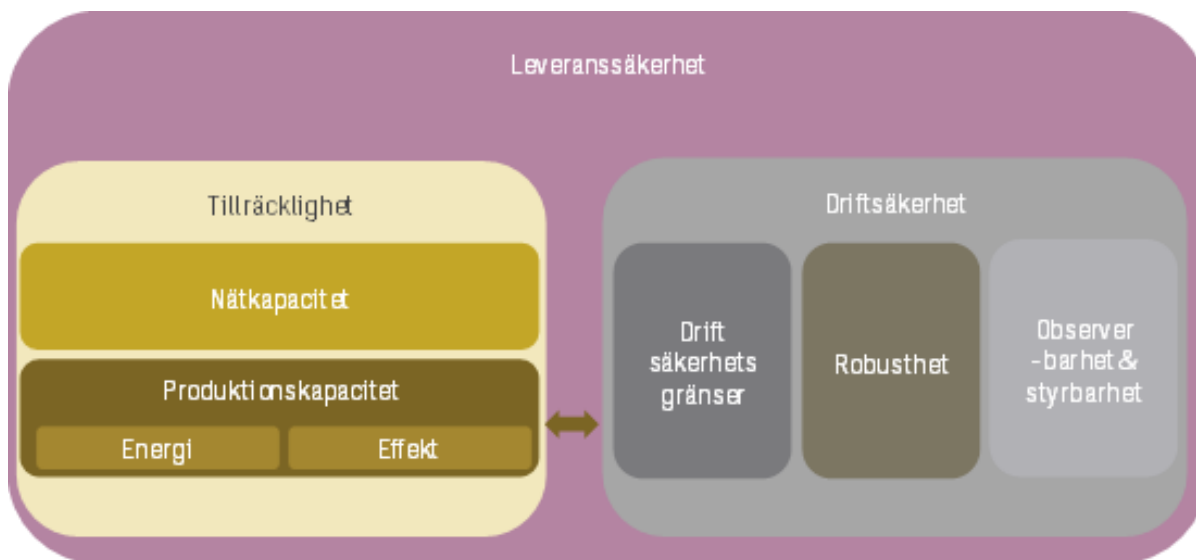 Leveranssäkerhet
Tillräcklighet
Nätkapacitet
Produktionskapacitet
Energi
Effekt
Driftsäkerhet
Drift
säkerhets
gränser
Robusthet
Observer
-barhet &
styrbarhet